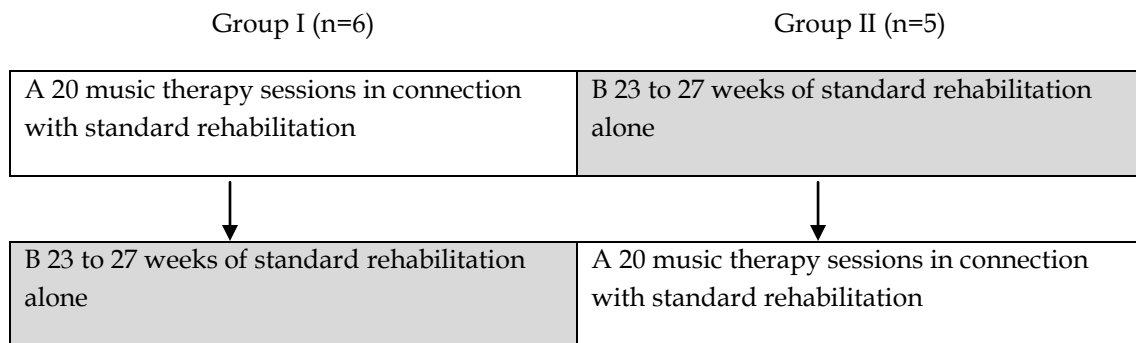 Group I (n=6)
Group II (n=5)
A 20 music therapy sessions in connection
with standard rehabilitation
B 23 to 27 weeks of standard rehabilitation
alone
B 23 to 27 weeks of standard rehabilitation
alone
A 20 music therapy sessions in connection
with standard rehabilitation